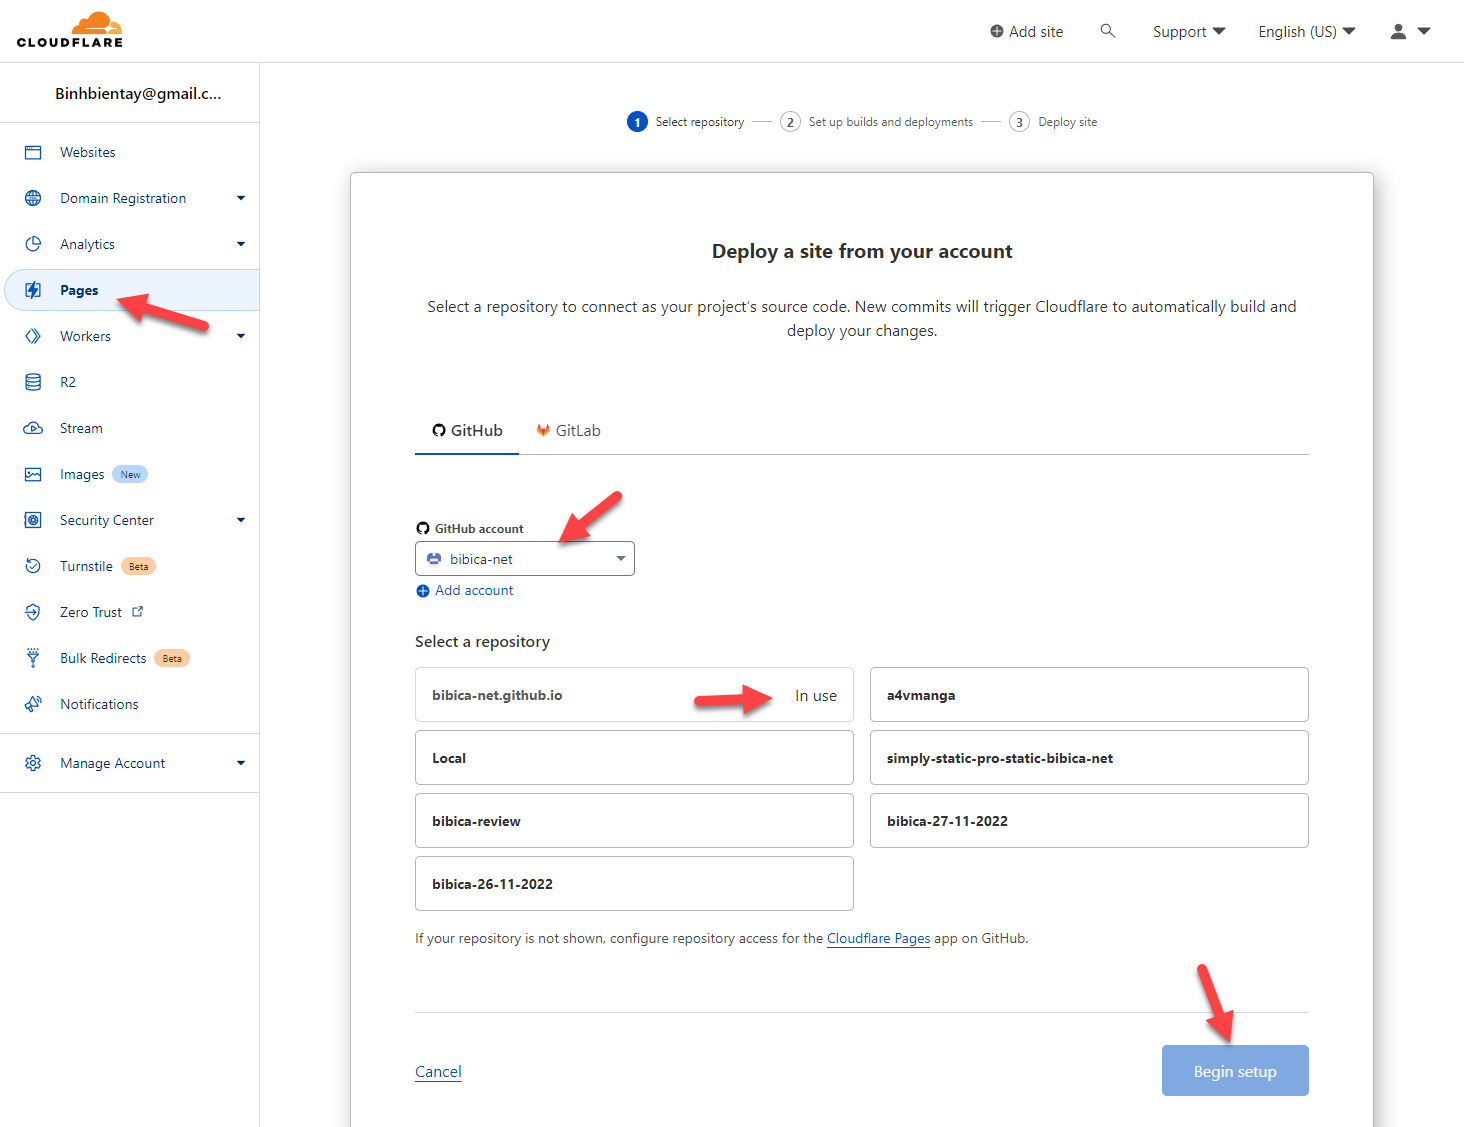 CLOUDFLARE
Add site
Support
English (US)
Binhbientay@gmail.c...
Websites
Domain Registration
Analytics
Pages
Workers
R2
Stream
Images New
Security Center
Turnstile Beta
Zero Trust
Bulk Redirects Beta
Notifications
Manage Account
1 Select repository 2 Set up builds and deployments 3 Deploy site
Deploy a site from your account
Select a repository to connect as your project's source code. New commits will trigger Cloudflare to automatically build and
deploy your changes.
GitHub GitLab
GitHub account
bibica-net
Add account
Select a repository
bibica-net.github.io In use
a4vmanga
Local
simply-static-pro-static-bibica-net
bibica-review
bibica-27-11-2022
bibica-26-11-2022
If your repository is not shown, configure repository access for the Cloudflare Pages app on GitHub.
Cancel
Begin setup